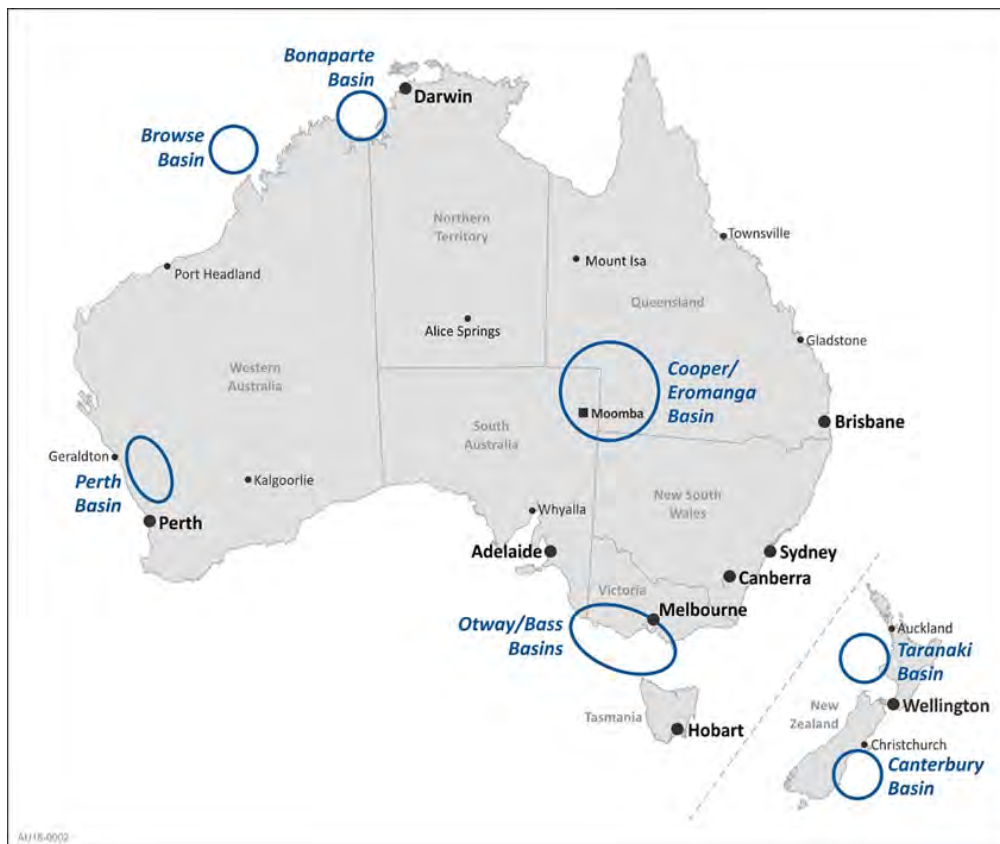 Bonaparte
Basin
Darwin
Browse
Basin
Northern
Territory
Townsville
Mount Isa
Port Headland
Queensland
Alice Springs
Gladstone
Western
Australia
Cooper/
Eromanga
Basin
Moomba
South
Australia
Brisbane
Geraldton
Perth
Basin
Kalgoorlie
New South
Wales
Whyalla
Perth
Adelaide
Sydney
Canberra
Victoria
Melbourne
Otway/Bass
Basins
Auckland
Taranaki
Basin
Tasmania
Hobart
New
Zealand
Wellington
Christchurch
Canterbury
Basin
AU18-0002